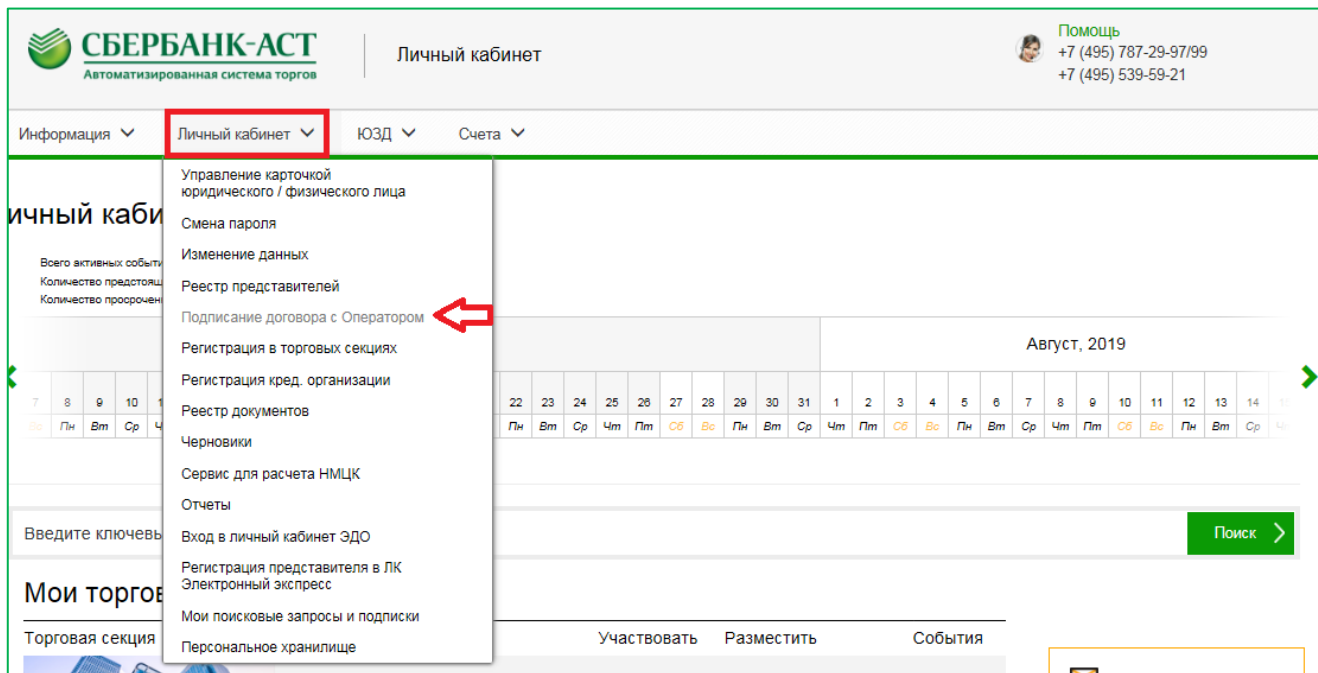 СБЕРБАНК-АСТ
Автоматизированная система торгов
Личный кабинет
Помощь
+7 (495) 787-29-97/99
+7 (495) 539-59-21
Информация
Личный кабинет
ЮЗД
Счета
Управление карточкой
юридического / физического лица
Смена пароля
Изменение данных
Реестр представителей
Подписание договора с Оператором
Регистрация в торговых секциях
Регистрация кред. организации
Реестр документов
Черновики
Сервис для расчета НМЦК
Отчеты
Вход в личный кабинет ЭДО
Регистрация представителя в ЛК
Электронный экспресс
Мои поисковые запросы и подписки
Персональное хранилище
ичный каби
Всего активных событи
Количество предстоящ
Количество просрочен
Август, 2019
7 8 9 10 1 22 23 24 25 26 27 28 29 30 31 1 2 3 4 5 6 7 8 9 10 11 12 13 14
Вс Пн Вт Ср Ч Пн Вт Ср Чт Пт Сб Вс Пн Вт Ср Чт Пт Сб Вс Пн Вт Ср Чт Пт Сб Вс Пн Вт Ср
Введите ключевы
Поиск
Мои торгов
Торговая секция
Участвовать
Разместить
События